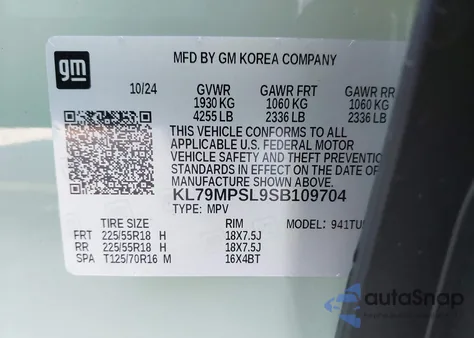 gm
MFD BY GM KOREA COMPANY
10/24 GVWR GAWR FRT GAWR RR
1930 KG 1060 KG 1060 KG
4255 LB 2336 LB 2336 LB
THIS VEHICLE CONFORMS TO ALL
APPLICABLE U.S. FEDERAL MOTOR
VEHICLE SAFETY AND THEFT PREVENTION
STANDARDS IN EFFECT ON THE DATE OF
MANUFACTURE SHOWN ABOVE.
KL79MPSL9SB109704
TYPE: MPV MODEL: 941TU
TIRE SIZE RIM
FRT 225/55R18 H 18X7.5J
RR 225/55R18 H 18X7.5J
SPA T125/70R16 M 16X4BT
autoSnap